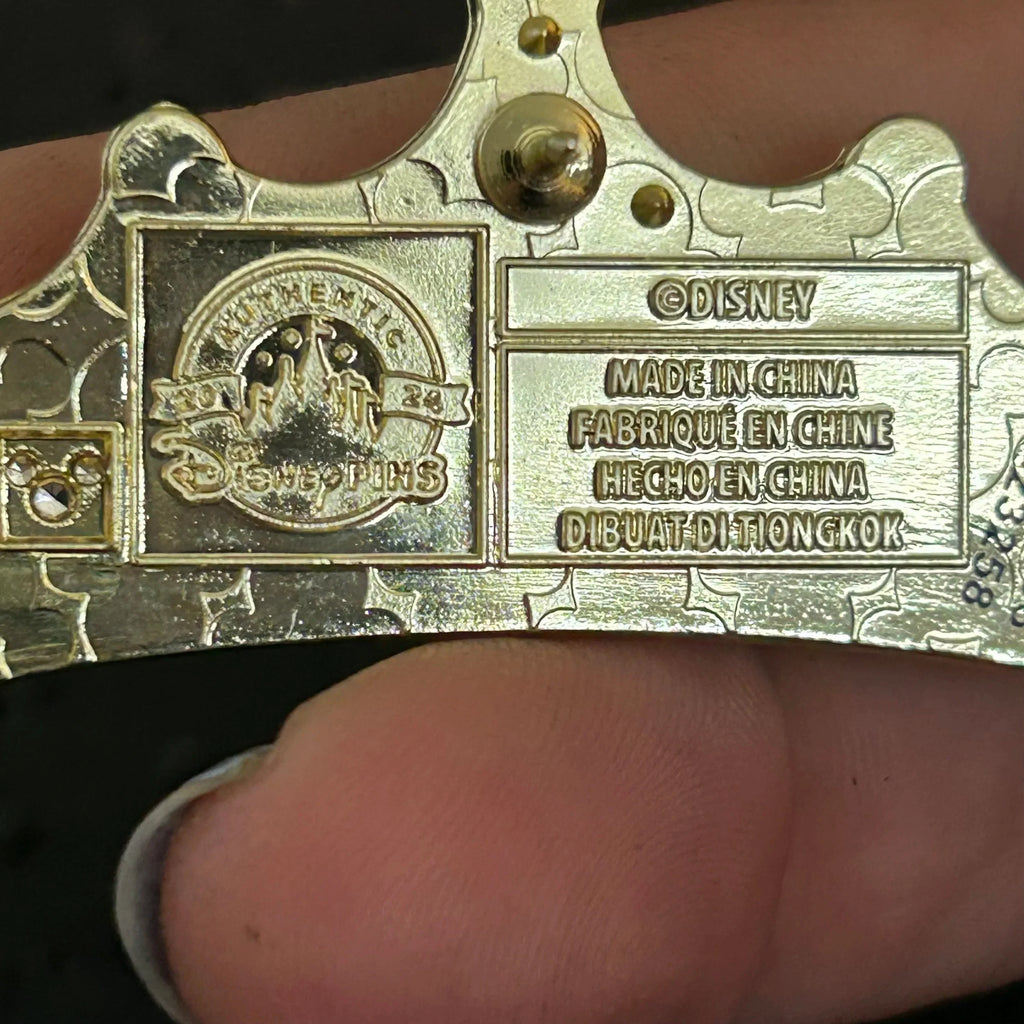 AUTHENTIC
20 24
Disney PINS
©DISNEY
MADE IN CHINA
FABRIQUÉ EN CHINE
HECHO EN CHINA
DIBUAT DI TIONGKOK